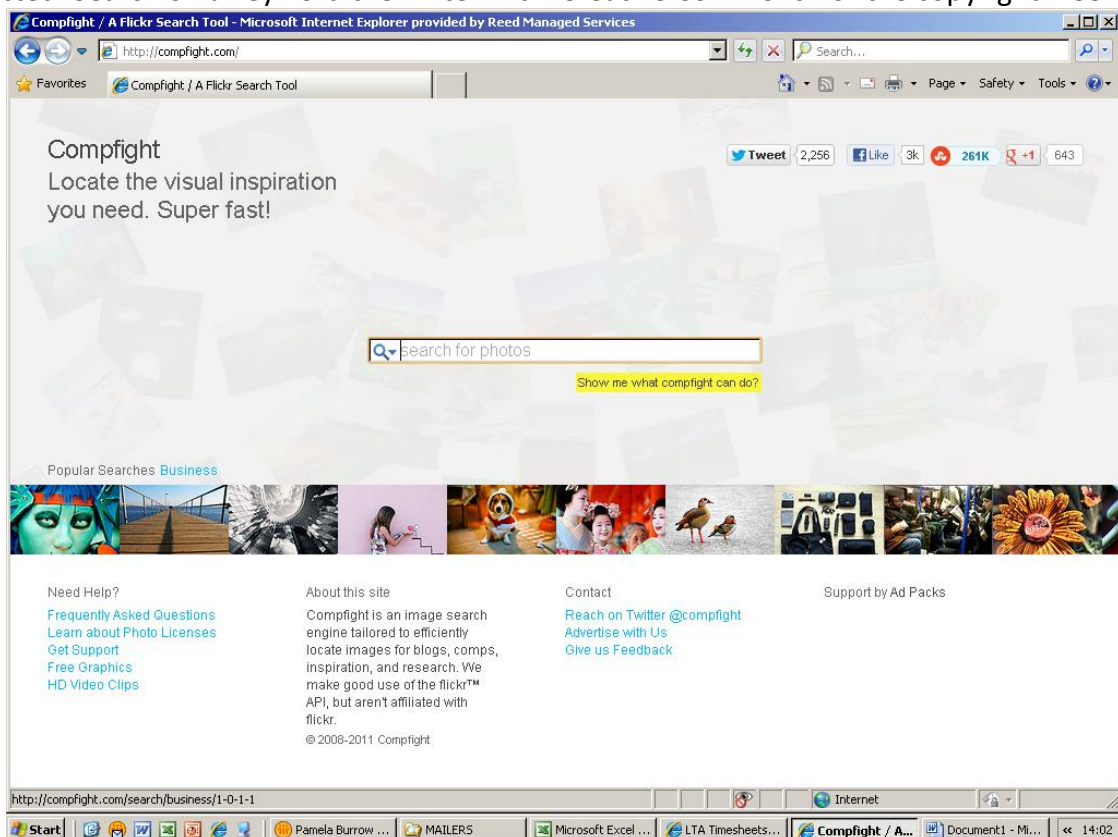 Compfight / A Flickr Search Tool - Microsoft Internet Explorer provided by Reed Managed Services
http://compfight.com/
Search...
Favorites
Compfight / A Flickr Search Tool
Page
Safety
Tools
Compfight
Locate the visual inspiration
you need. Super fast!
Tweet 2,256 Like 3k 261K +1 643
search for photos
Show me what compfight can do?
Popular Searches Business
Need Help?
Frequently Asked Questions
Learn about Photo Licenses
Get Support
Free Graphics
HD Video Clips
About this site
Compfight is an image search
engine tailored to efficiently
locate images for blogs, comps,
inspiration, and research. We
make good use of the flickr™
API, but aren't affiliated with
flickr.
© 2008-2011 Compfight
Contact
Reach on Twitter @compfight
Advertise with Us
Give us Feedback
Support by Ad Packs
http://compfight.com/search/business/1-0-1-1
Internet
Start
Pamela Burrow ...
MAILERS
Microsoft Excel ...
LTA Timesheets...
Compfight / A...
Document1 - Mi...
« 14:02